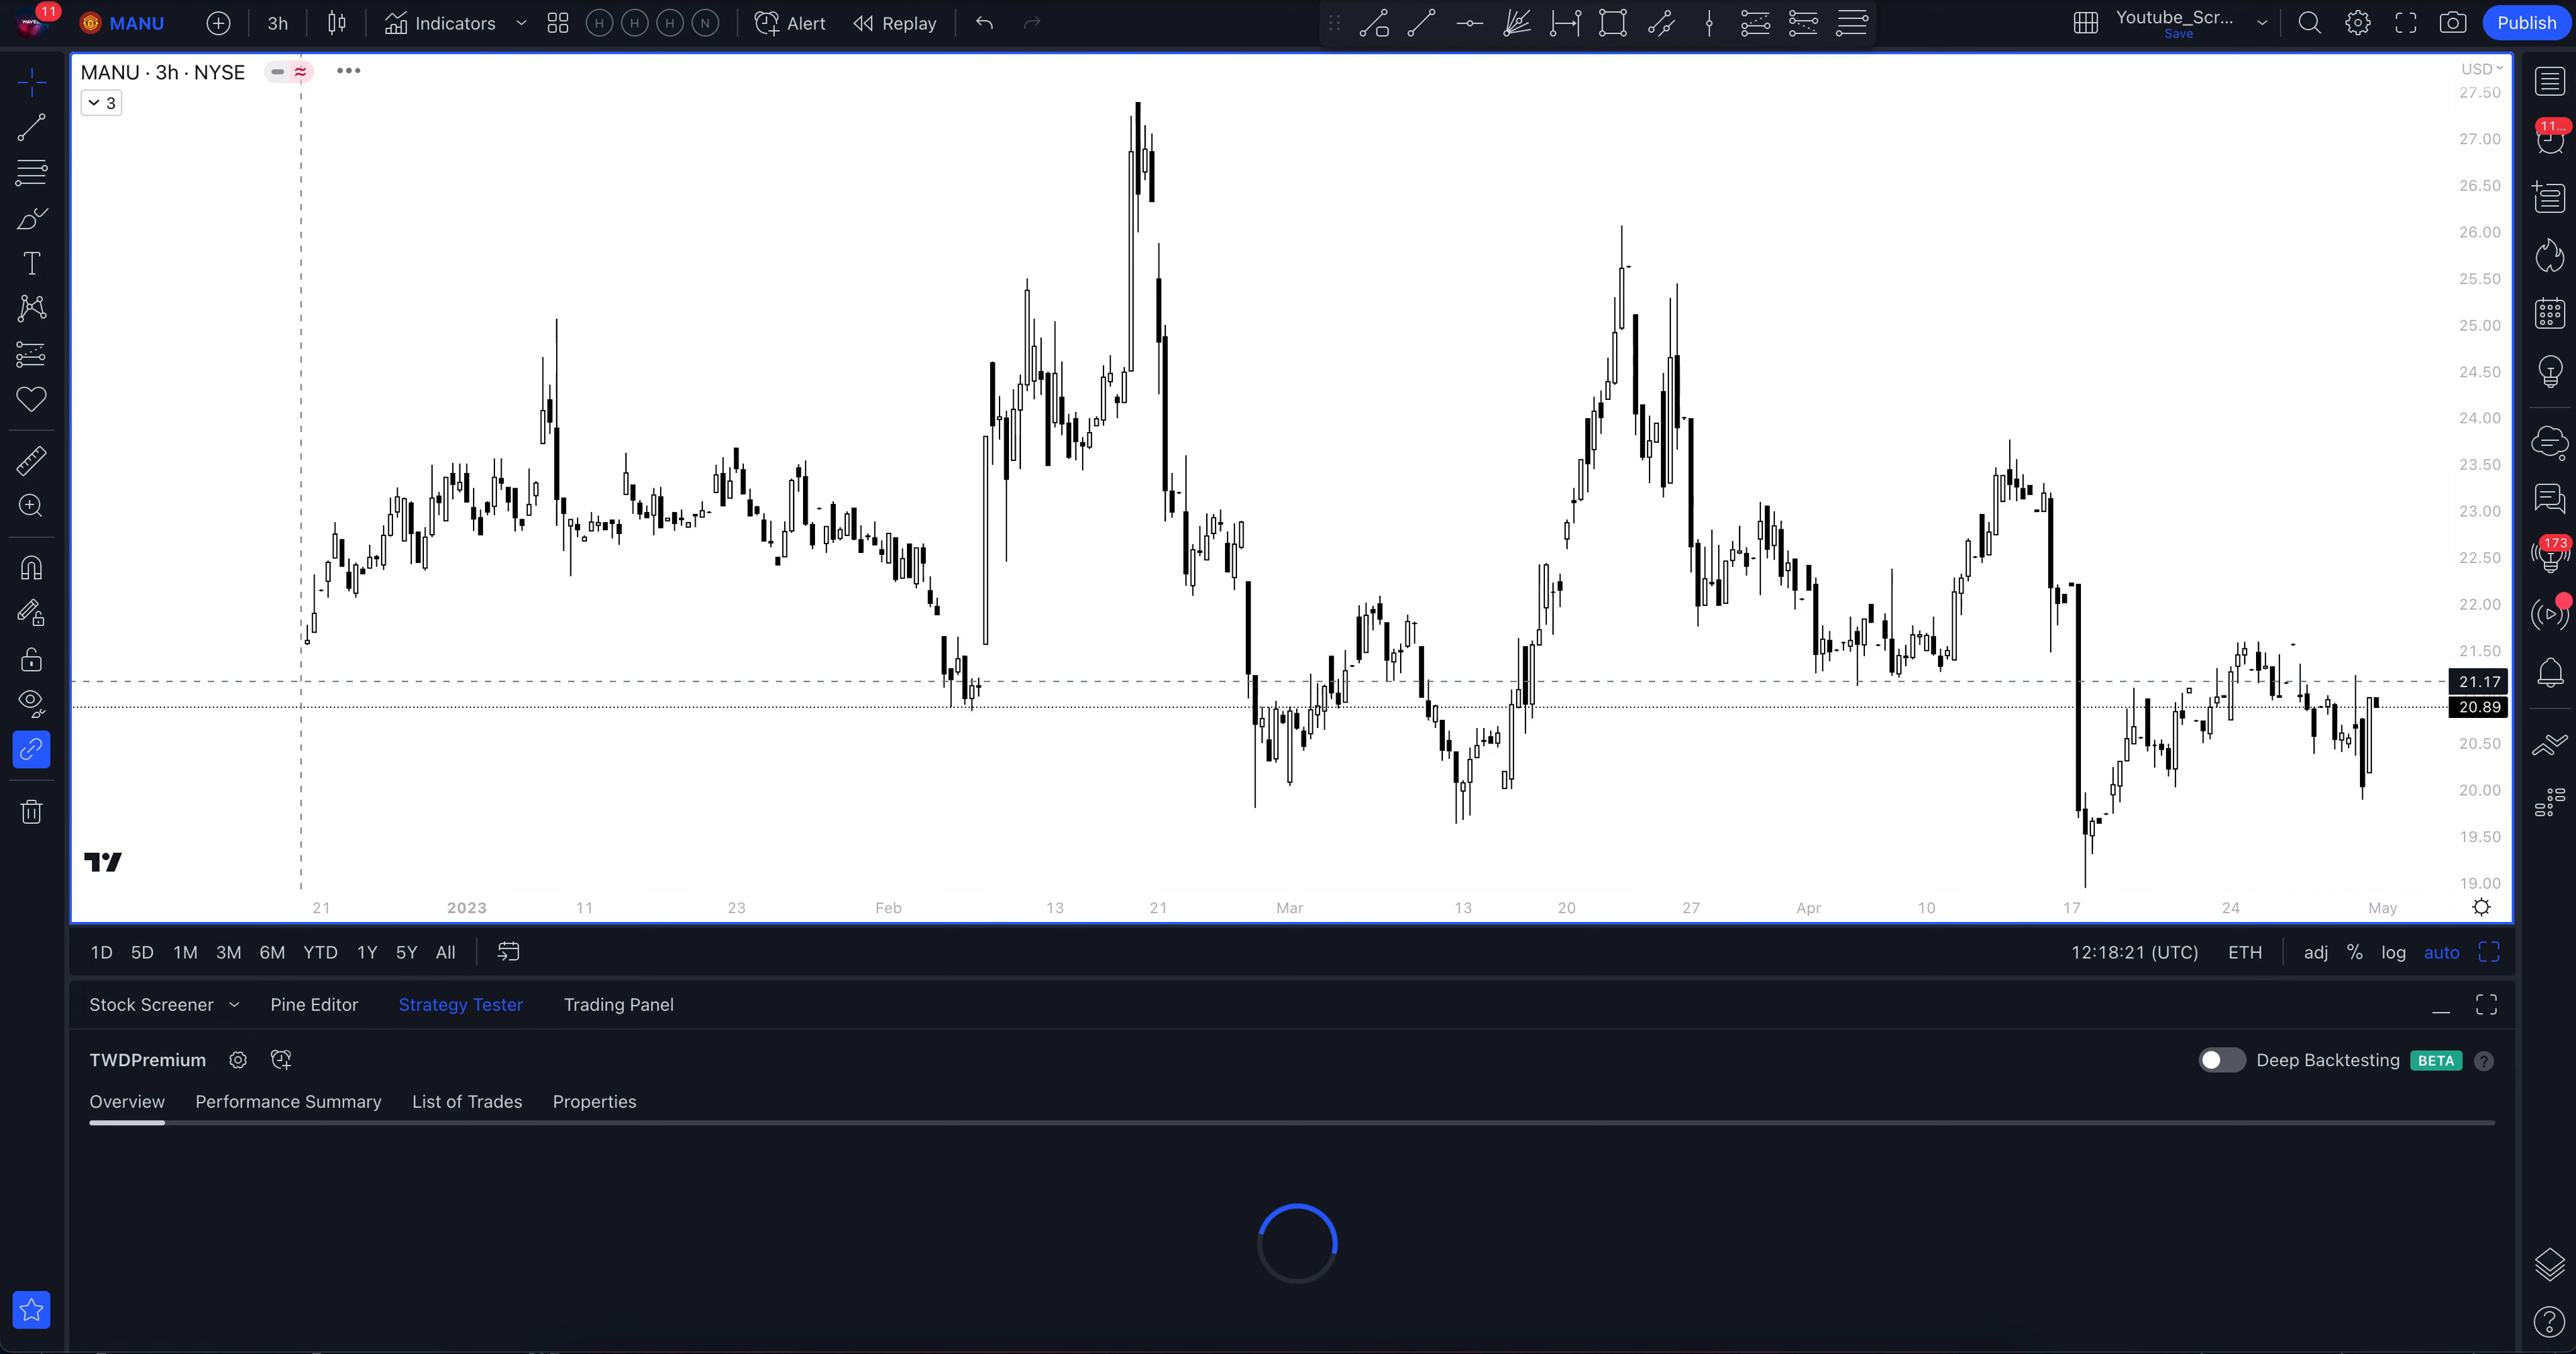 11 MANU 3h Indicators H H H N Alert Replay Youtube_Scr... Save Publish
MANU · 3h · NYSE
3
USD
27.50
27.00
26.50
26.00
25.50
25.00
24.50
24.00
23.50
23.00
22.50
22.00
21.50
21.17
20.89
20.50
20.00
19.50
19.00
21 2023 11 23 Feb 13 21 Mar 13 20 27 Apr 10 17 24 May
11...
173
1D 5D 1M 3M 6M YTD 1Y 5Y All 12:18:21 (UTC) ETH adj % log auto
Stock Screener Pine Editor Strategy Tester Trading Panel
TWDPremium Deep Backtesting BETA ?
Overview Performance Summary List of Trades Properties